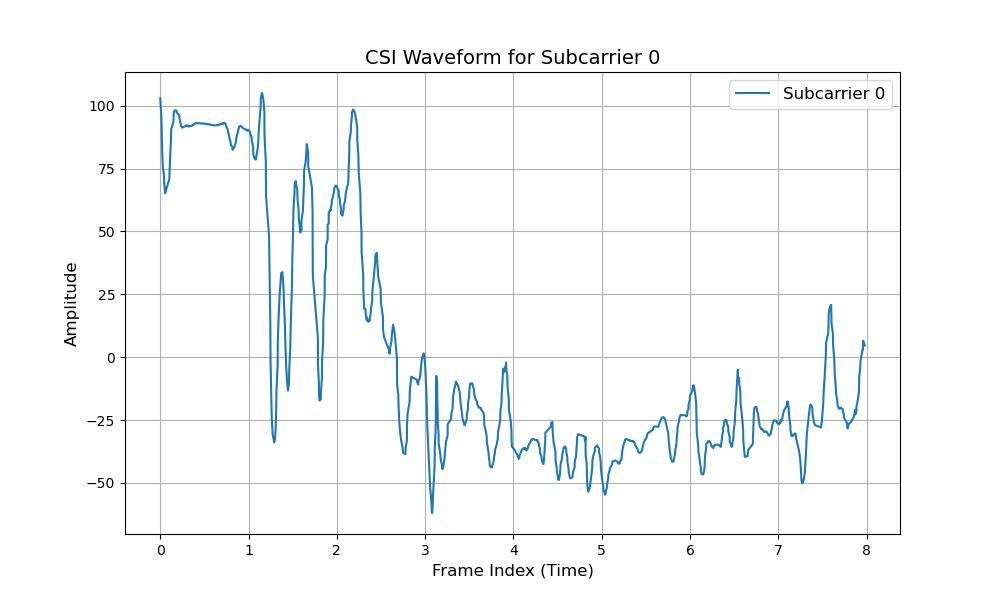 CSI Waveform for Subcarrier 0
Subcarrier 0
Amplitude
100
75
50
25
0
−25
−50
0 1 2 3 4 5 6 7 8
Frame Index (Time)